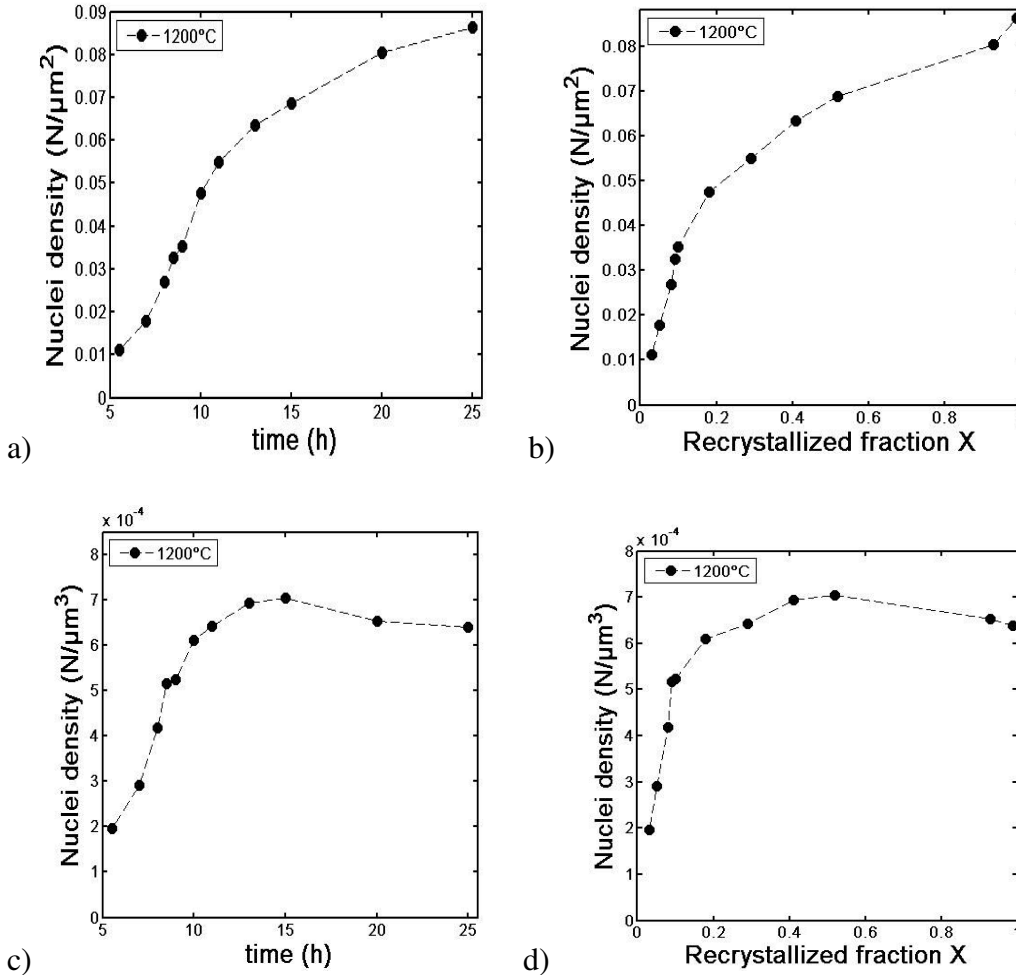 0.09
0.08
0.07
0.06
0.05
0.04
0.03
0.02
0.01
0
5 10 15 20 25
1200°C
Nuclei density (N/µm²)
time (h)
a)
0.08
0.07
0.06
0.05
0.04
0.03
0.02
0.01
0
0 0.2 0.4 0.6 0.8 1
1200°C
Nuclei density (N/µm²)
Recrystallized fraction X
b)
x 10⁻⁴
8
7
6
5
4
3
2
1
0
5 10 15 20 25
1200°C
Nuclei density (N/µm³)
time (h)
c)
x 10⁻⁴
8
7
6
5
4
3
2
1
0
0 0.2 0.4 0.6 0.8 1
1200°C
Nuclei density (N/µm³)
Recrystallized fraction X
d)